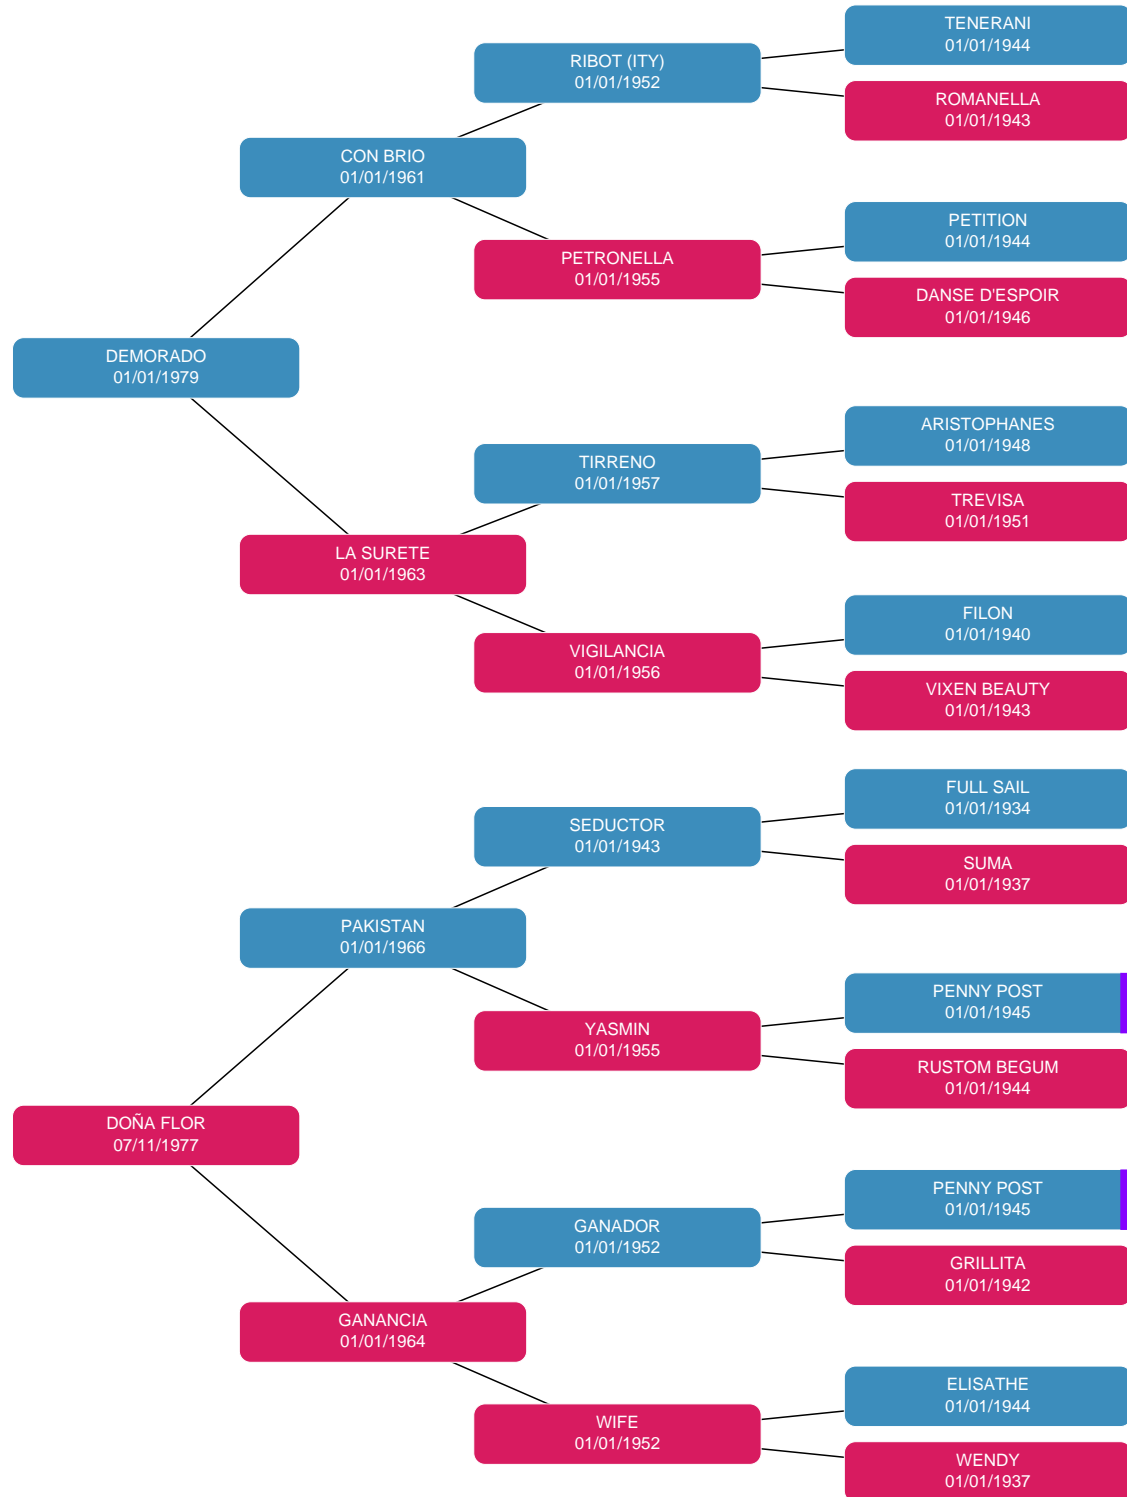 TENERANI
01/01/1944
RIBOT (ITY)
01/01/1952
ROMANELLA
01/01/1943
CON BRIO
01/01/1961
PETITION
01/01/1944
PETRONELLA
01/01/1955
DANSE D'ESPOIR
01/01/1946
DEMORADO
01/01/1979
ARISTOPHANES
01/01/1948
TIRRENO
01/01/1957
TREVISA
01/01/1951
LA SURETE
01/01/1963
FILON
01/01/1940
VIGILANCIA
01/01/1956
VIXEN BEAUTY
01/01/1943
FULL SAIL
01/01/1934
SEDUCTOR
01/01/1943
SUMA
01/01/1937
PAKISTAN
01/01/1966
PENNY POST
01/01/1945
YASMIN
01/01/1955
RUSTOM BEGUM
01/01/1944
DOÑA FLOR
07/11/1977
PENNY POST
01/01/1945
GANADOR
01/01/1952
GRILLITA
01/01/1942
GANANCIA
01/01/1964
ELISATHE
01/01/1944
WIFE
01/01/1952
WENDY
01/01/1937